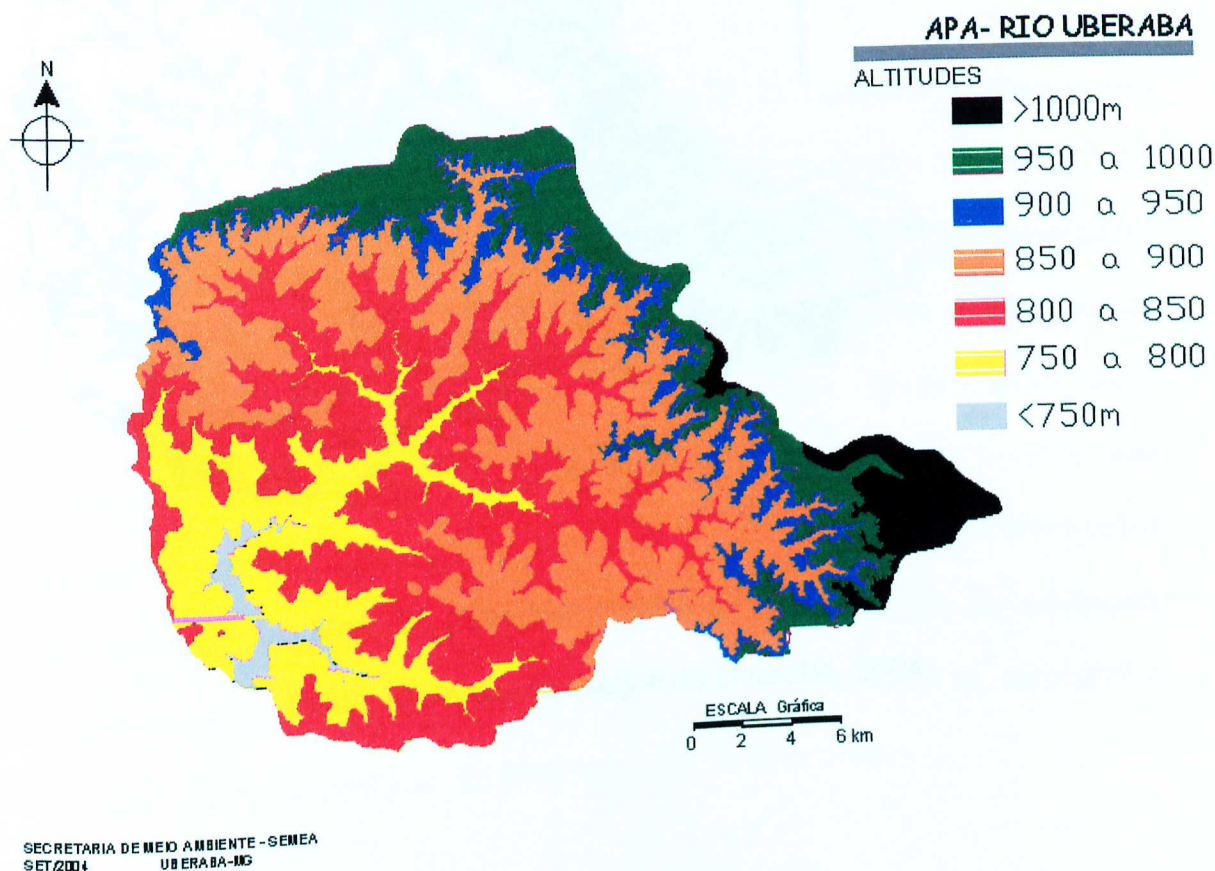 APA- RIO UBERABA
N
ALTITUDES
>1000m
950 a 1000
900 a 950
850 a 900
800 a 850
750 a 800
<750m
ESCALA Gráfica
0 2 4 6 km
SECRETARIA DE MEIO AMBIENTE - SEMEA
SET/2004 UBERABA-MG